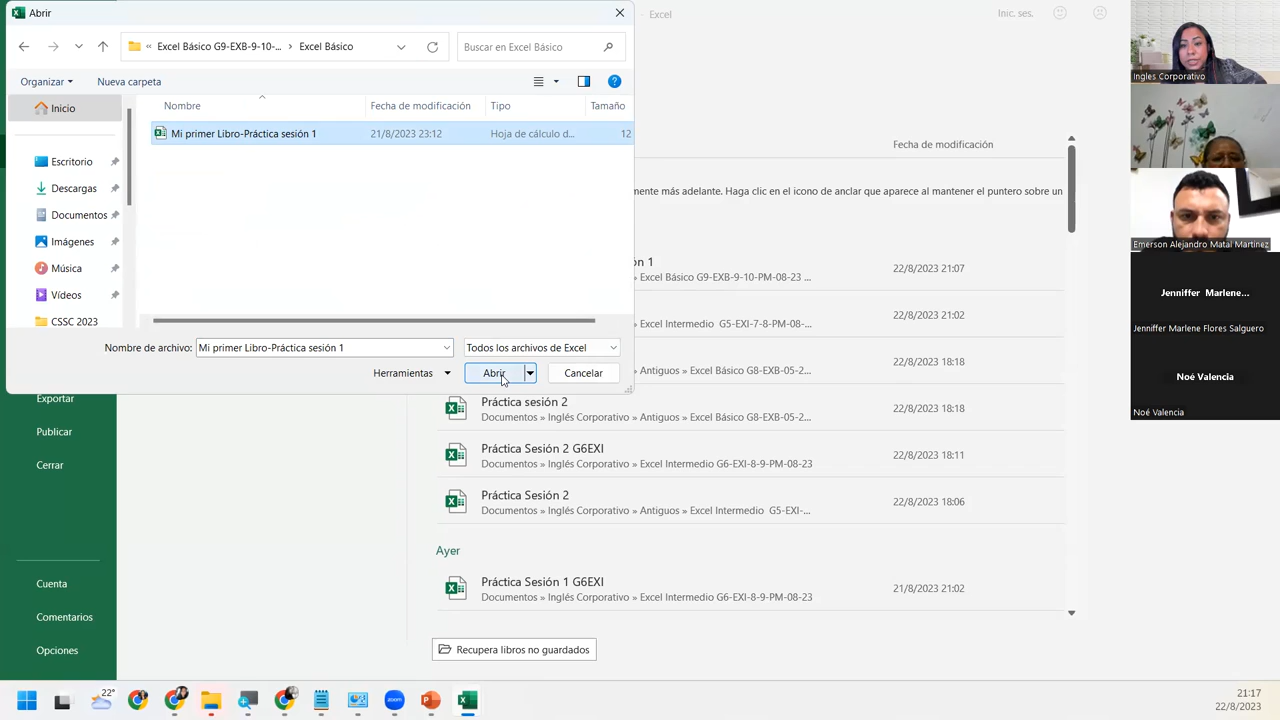 Abrir
- Excel
Inic. ses.
« Excel Básico G9-EXB-9-10-... > Excel Básico
Buscar en Excel Básico
Organizar
Nueva carpeta
Nombre
Fecha de modificación
Tipo
Tamaño
Inicio
Mi primer Libro-Práctica sesión 1
21/8/2023 23:12
Hoja de cálculo d...
12
Escritorio
Descargas
Documentos
Imágenes
Música
Vídeos
CSSC 2023
Nombre de archivo:
Mi primer Libro-Práctica sesión 1
Todos los archivos de Excel
Herramientas
Abrir
Cancelar
Fecha de modificación
mente más adelante. Haga clic en el icono de anclar que aparece al mantener el puntero sobre un
ón 1
» Excel Básico G9-EXB-9-10-PM-08-23 ...
22/8/2023 21:07
» Excel Intermedio G5-EXI-7-8-PM-08-...
22/8/2023 21:02
» Antiguos » Excel Básico G8-EXB-05-2...
22/8/2023 18:18
Práctica sesión 2
Documentos » Inglés Corporativo » Antiguos » Excel Básico G8-EXB-05-2...
22/8/2023 18:18
Práctica Sesión 2 G6EXI
Documentos » Inglés Corporativo » Excel Intermedio G6-EXI-8-9-PM-08-23
22/8/2023 18:11
Práctica Sesión 2
Documentos » Inglés Corporativo » Antiguos » Excel Intermedio G5-EXI-...
22/8/2023 18:06
Ayer
Práctica Sesión 1 G6EXI
Documentos » Inglés Corporativo » Excel Intermedio G6-EXI-8-9-PM-08-23
21/8/2023 21:02
Recupera libros no guardados
Exportar
Publicar
Cerrar
Cuenta
Comentarios
Opciones
Ingles Corporativo
Emerson Alejandro Matal Martinez
Jenniffer Marlene...
Jenniffer Marlene Flores Salguero
Noé Valencia
Noé Valencia
22°
zoom
21:17
22/8/2023